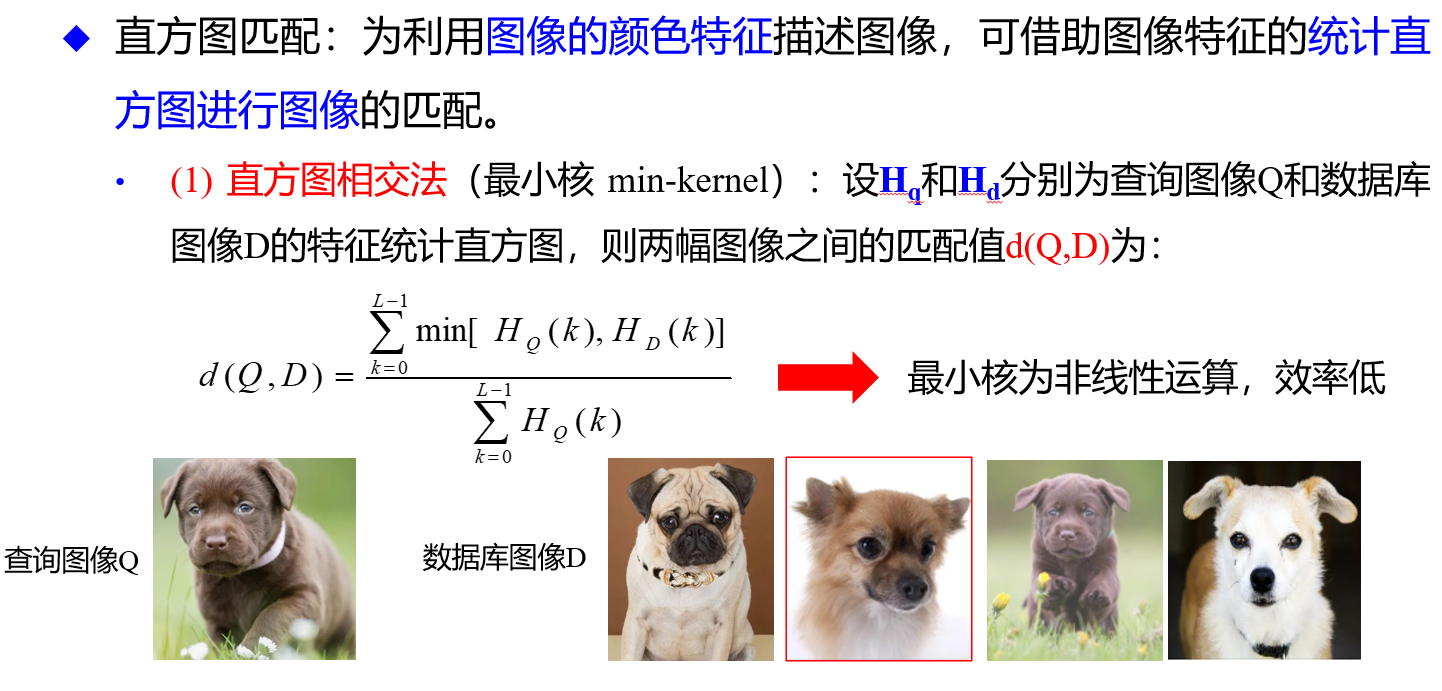 ◆ 直方图匹配：为利用图像的颜色特征描述图像，可借助图像特征的统计直
方图进行图像的匹配。
• (1) 直方图相交法（最小核 min-kernel）：设Hq和Hd分别为查询图像Q和数据库
图像D的特征统计直方图，则两幅图像之间的匹配值d(Q,D)为：
d(Q,D) = \frac{\sum_{k=0}^{L-1} min[ H_Q(k), H_D(k)]}{\sum_{k=0}^{L-1} H_Q(k)}
最小核为非线性运算，效率低
查询图像Q
数据库图像D